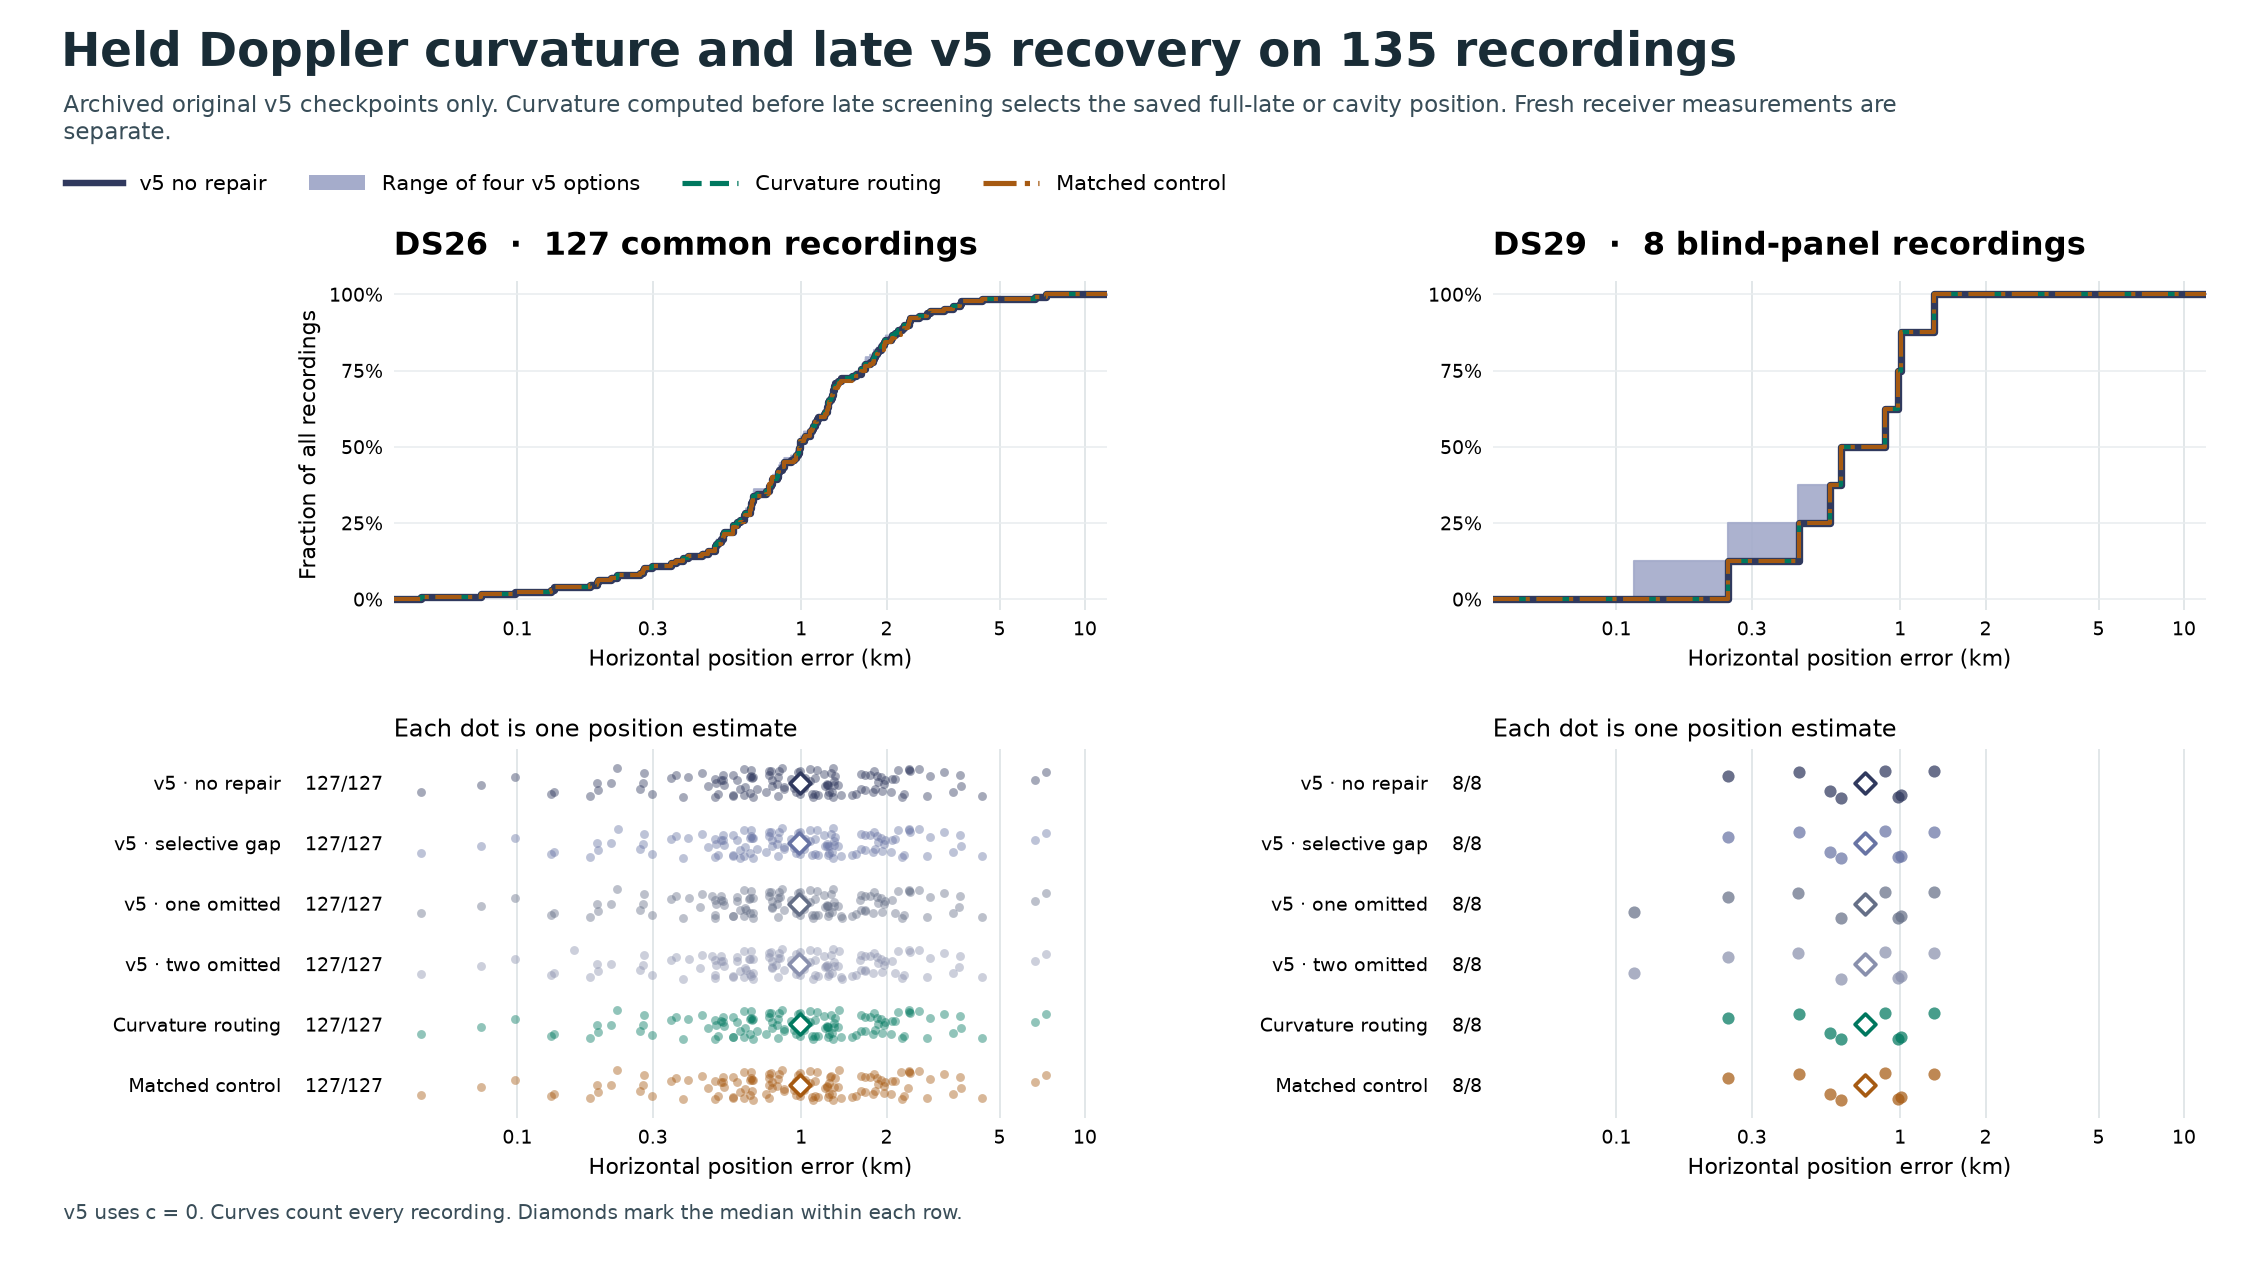 Held Doppler curvature and late v5 recovery on 135 recordings
Archived original v5 checkpoints only. Curvature computed before late screening selects the saved full-late or cavity position. Fresh receiver measurements are
separate.
v5 no repair
Range of four v5 options
Curvature routing
Matched control
DS26 · 127 common recordings
100%
75%
50%
25%
0%
Fraction of all recordings
0.1 0.3 1 2 5 10
Horizontal position error (km)
DS29 · 8 blind-panel recordings
100%
75%
50%
25%
0%
0.1 0.3 1 2 5 10
Horizontal position error (km)
Each dot is one position estimate
v5 · no repair 127/127
v5 · selective gap 127/127
v5 · one omitted 127/127
v5 · two omitted 127/127
Curvature routing 127/127
Matched control 127/127
0.1 0.3 1 2 5 10
Horizontal position error (km)
Each dot is one position estimate
v5 · no repair 8/8
v5 · selective gap 8/8
v5 · one omitted 8/8
v5 · two omitted 8/8
Curvature routing 8/8
Matched control 8/8
0.1 0.3 1 2 5 10
Horizontal position error (km)
v5 uses c = 0. Curves count every recording. Diamonds mark the median within each row.